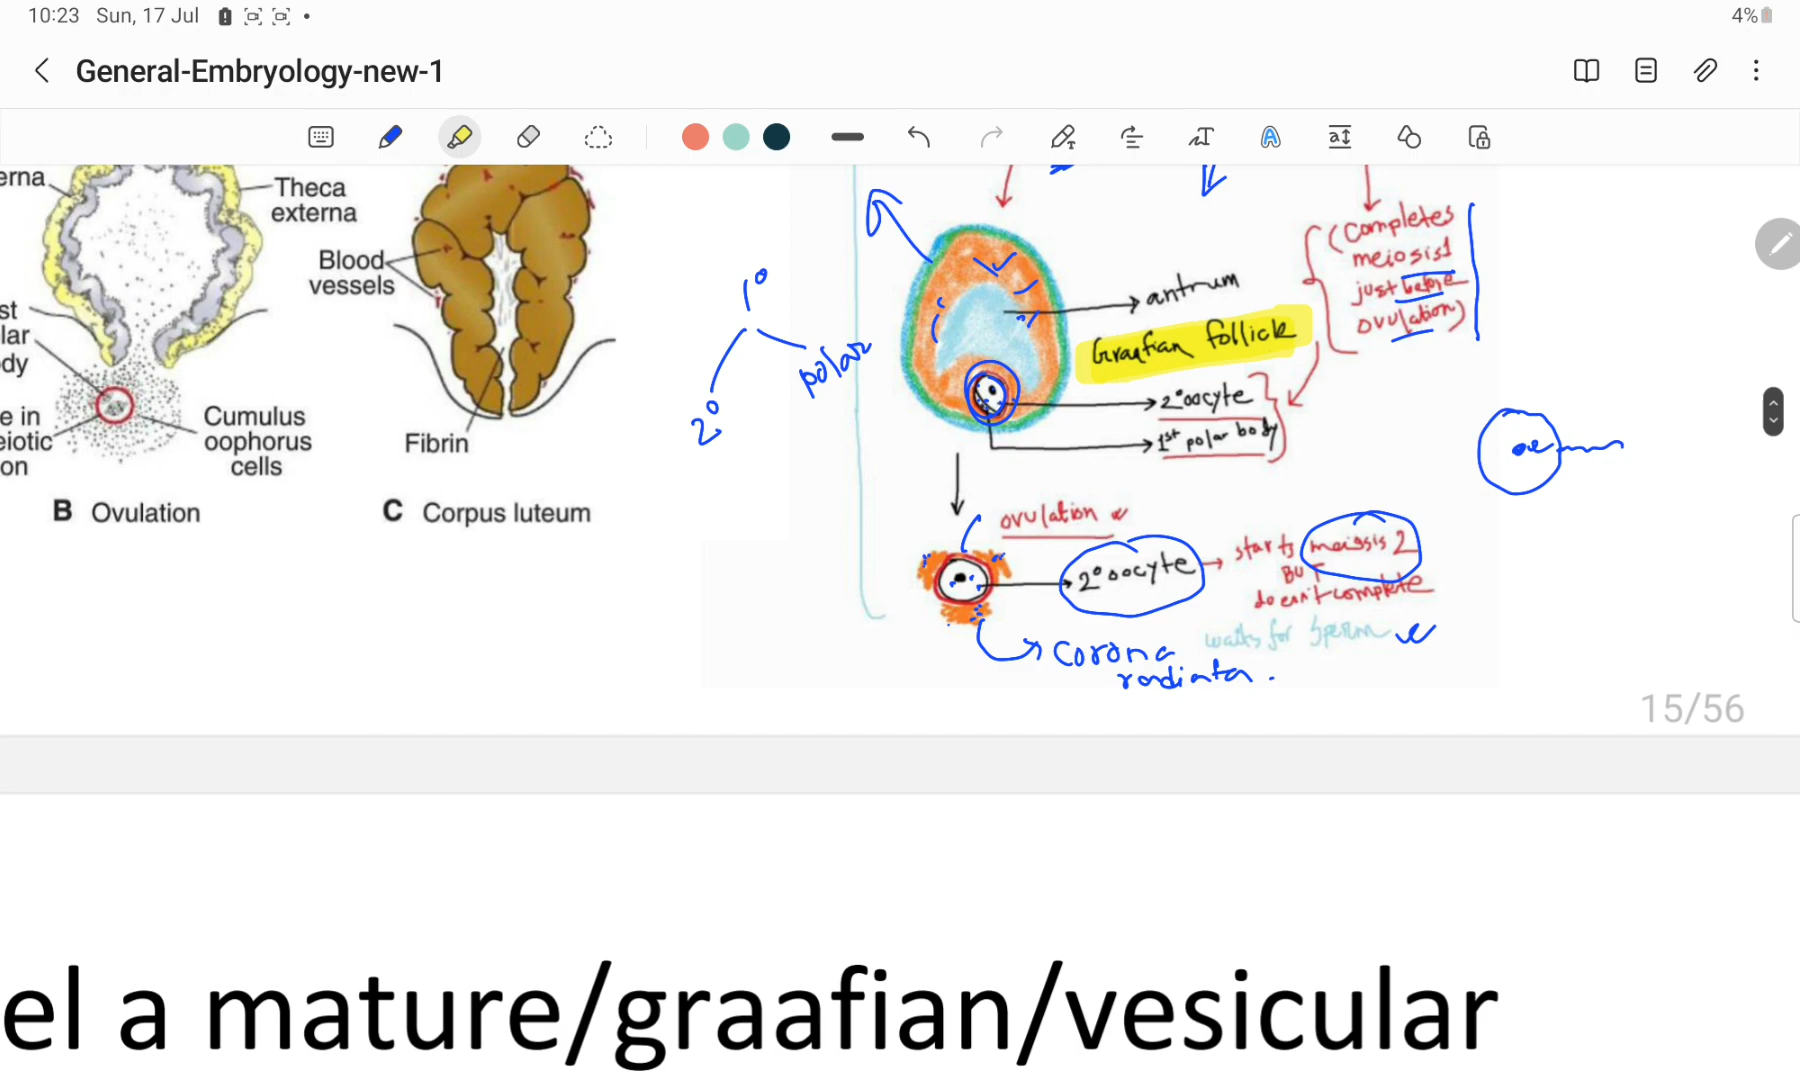 10:23 Sun, 17 Jul
4%
General-Embryology-new-1
erna
Theca
externa
Blood
vessels
st
lar
dy
e in
eiotic
on
Cumulus
oophorus
cells
Fibrin
B Ovulation
C Corpus luteum
1°
2°
polar
(Completes
meiosis1
just before
ovulation)
antrum
Graafian follicle
2° oocyte
1st polar body
ovulation
2° oocyte
starts meiosis 2
BUT
doesn't complete
waits for sperm
Corona
radiata.
15/56
el a mature/graafian/vesicular